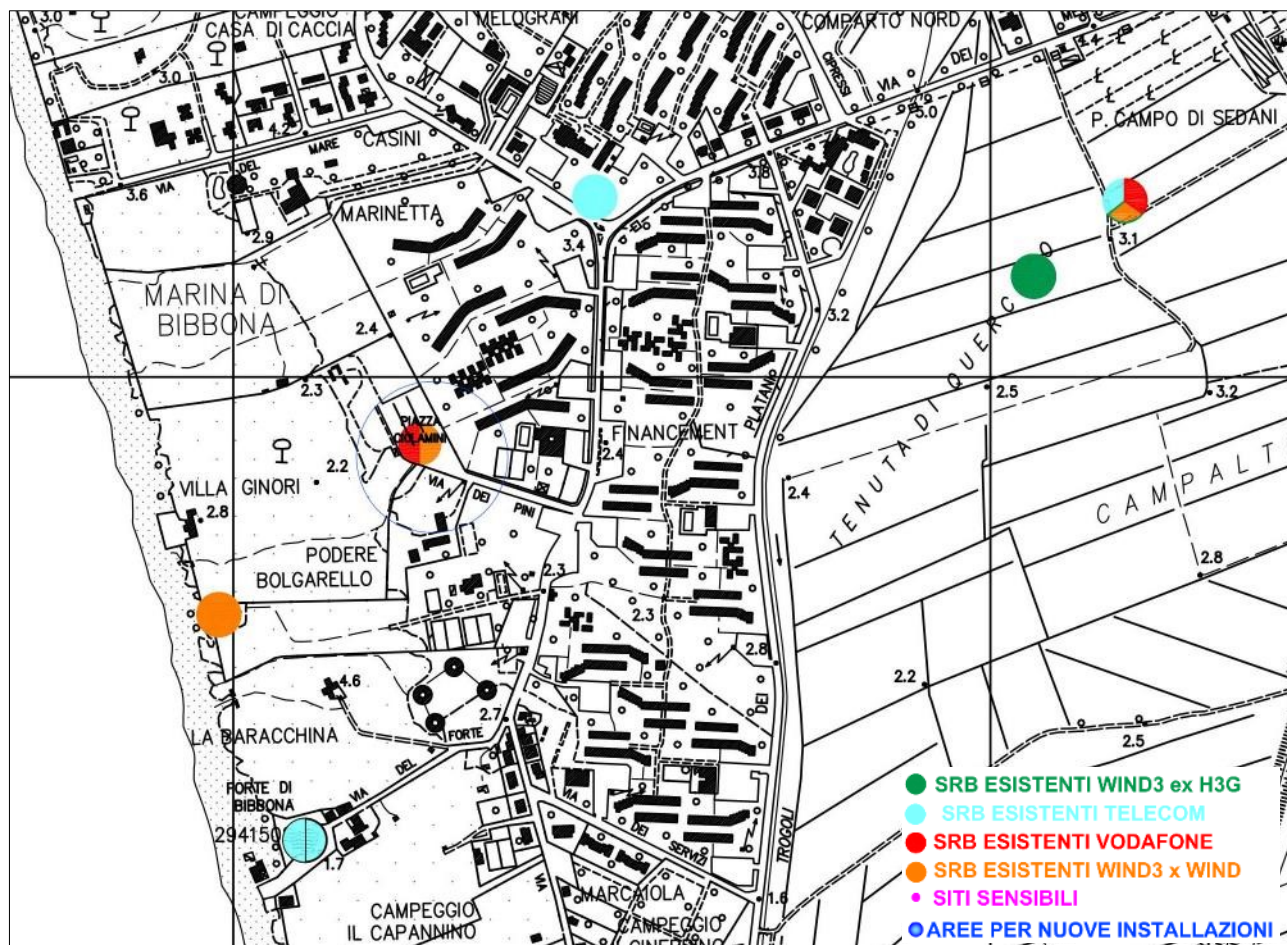 3.0
CAMPEGGIO
CASA DI CACCIA
I MELOGRANI
COMPARTO NORD
3.0
4.2
MARE
CASINI
DEL
VIA
3.6
MARINETTA
2.9
CIPRESSI
VIA
DEI
5.0
3.8
P. CAMPO DI SEDANI
3.1
MARINA DI
BIBBONA
3.4
2.4
3.2
2.3
PIAZZA
CIOLAMINI
2.2
VILLA GINORI
2.8
FINANCEMENT
2.4
PLATANI
TENUTA DI QUERCIO
2.5
3.2
VIA
DEI
PINI
2.4
CAMPALT
PODERE
BOLGARELLO
2.3
2.3
2.8
2.8
2.2
4.6
LA BARACCHINA
2.7
FORTE
DEL
VIA
DEI
2.5
FORTE DI
BIBBONA
294150
1.7
VIA
DEI
SERVIZI
TROGOLI
MARCAIOLA
1.6
VIA
CAMPEGGIO
IL CAPANNINO
CAMPEGGIO
SRB ESISTENTI WIND3 ex H3G
SRB ESISTENTI TELECOM
SRB ESISTENTI VODAFONE
SRB ESISTENTI WIND3 x WIND
SITI SENSIBILI
AREE PER NUOVE INSTALLAZIONI